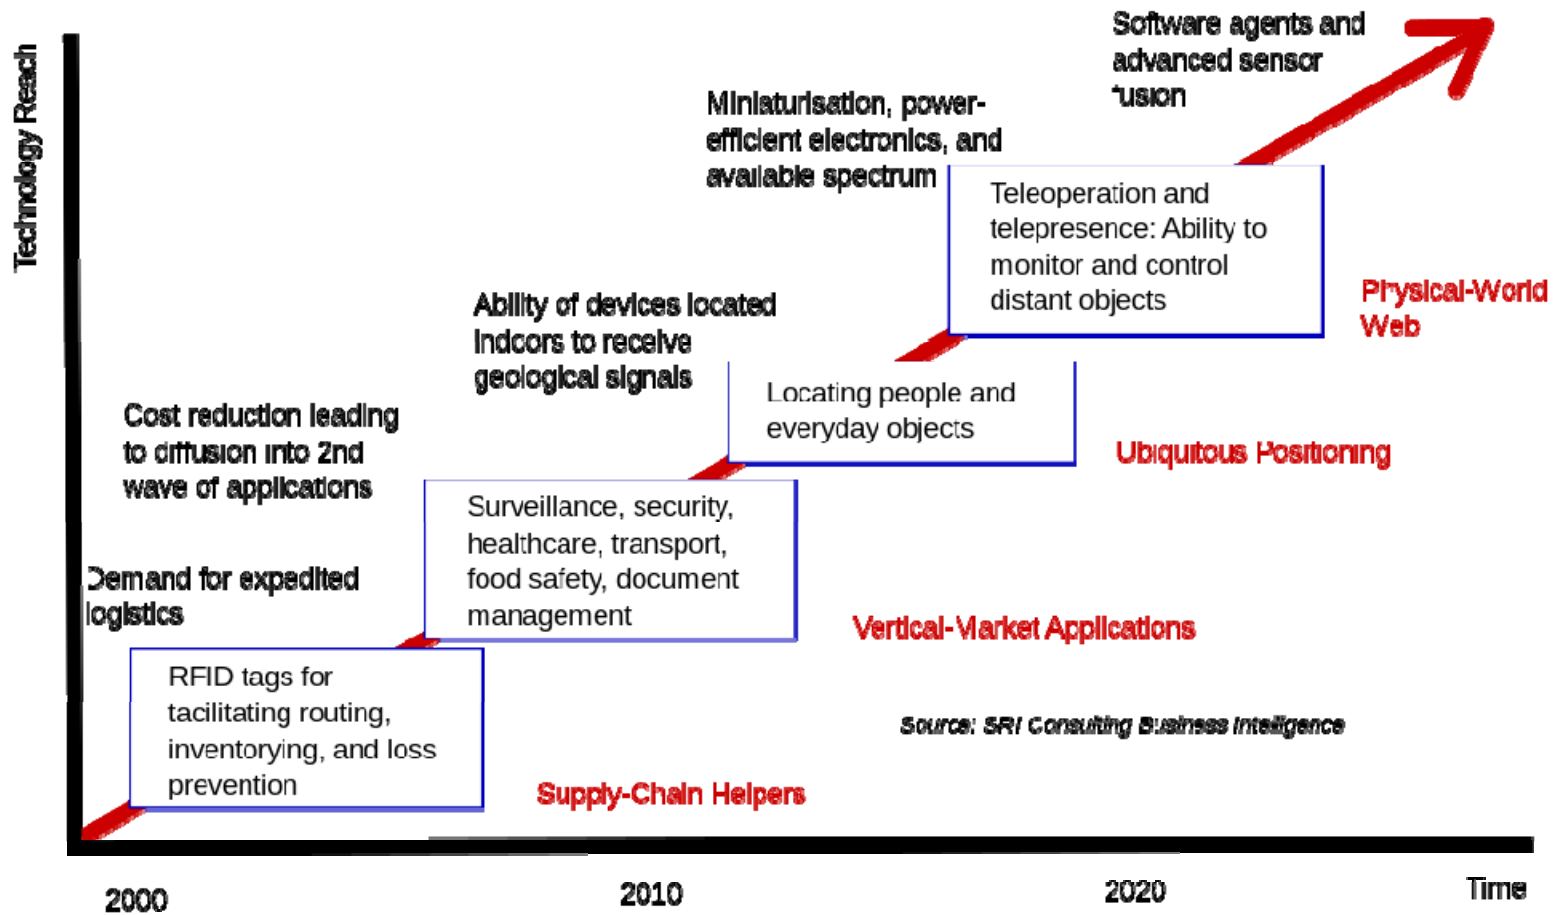 Technology Reach
Software agents and
advanced sensor
fusion
Miniaturisation, power-
efficient electronics, and
available spectrum
Teleoperation and
telepresence: Ability to
monitor and control
distant objects
Physical-World
Web
Ability of devices located
indoors to receive
geological signals
Locating people and
everyday objects
Ubiquitous Positioning
Cost reduction leading
to diffusion into 2nd
wave of applications
Surveillance, security,
healthcare, transport,
food safety, document
management
Vertical-Market Applications
Demand for expedited
logistics
RFID tags for
tacilitating routing,
inventorying, and loss
prevention
Supply-Chain Helpers
Source: SRI Consulting Business Intelligence
2000
2010
2020
Time